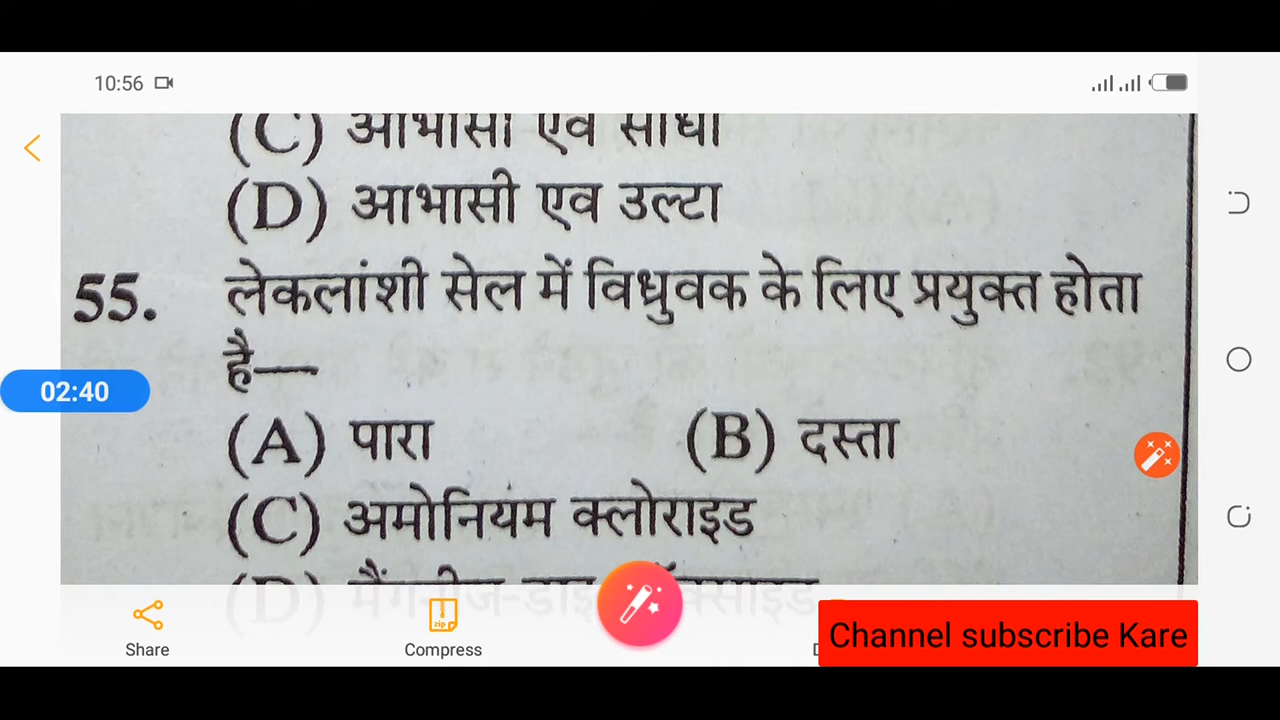 10:56
(C) आभासी एव सीधा
(D) आभासी एव उल्टा
55. लेकलांशी सेल में विध्रुवक के लिए प्रयुक्त होता
है—
02:40
(A) पारा (B) दस्ता
(C) अमोनियम क्लोराइड
(D) मैंगनीज-डाइ
Share
Compress
Channel subscribe Kare